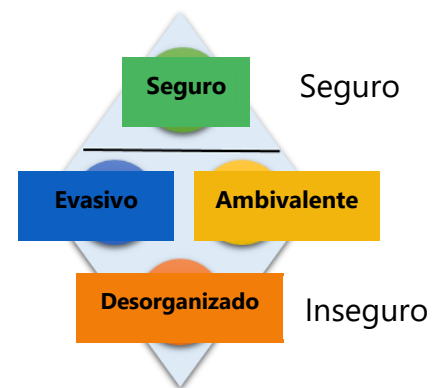 Seguro
Seguro
Evasivo
Ambivalente
Desorganizado
Inseguro